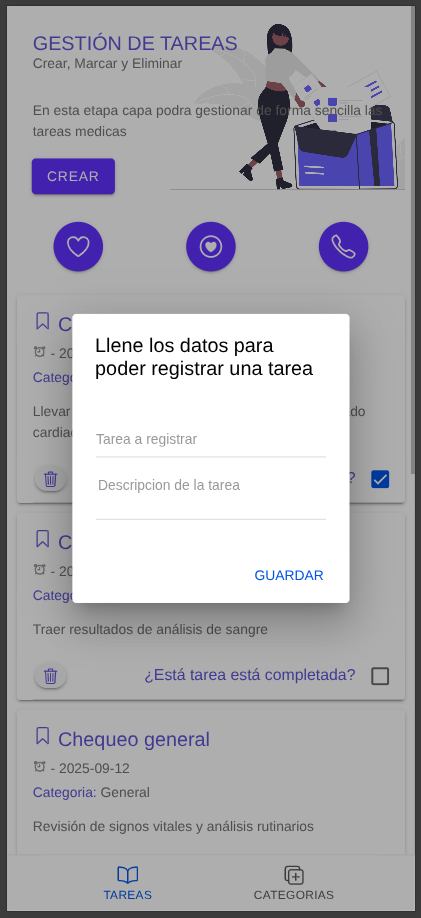 GESTIÓN DE TAREAS
Crear, Marcar y Eliminar
En esta etapa capa podra gestionar de forma sencilla las
tareas medicas
CREAR
C
- 20
Catego
Llevar
do
cardiac
?
Llene los datos para
poder registrar una tarea
Tarea a registrar
Descripcion de la tarea
GUARDAR
C
- 20
Catego
Traer resultados de análisis de sangre
¿Está tarea está completada?
Chequeo general
- 2025-09-12
Categoria: General
Revisión de signos vitales y análisis rutinarios
TAREAS
CATEGORIAS